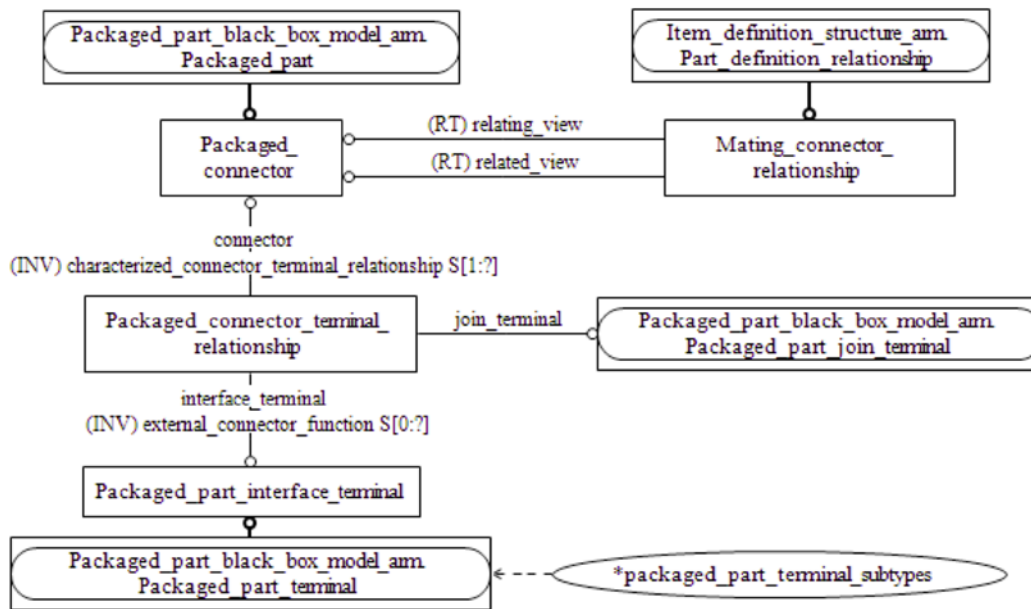 Packaged_part_black_box_model_arm.
Packaged_part
Item_definition_structure_arm.
Part_definition_relationship
Packaged_
connector
(RT) relating_view
(RT) related_view
Mating_connector_
relationship
connector
(INV) characterized_connector_terminal_relationship S[1:?]
Packaged_connector_terminal_
relationship
join_terminal
Packaged_part_black_box_model_arm.
Packaged_part_join_terminal
interface_terminal
(INV) external_connector_function S[0:?]
Packaged_part_interface_terminal
Packaged_part_black_box_model_arm.
Packaged_part_terminal
*packaged_part_terminal_subtypes